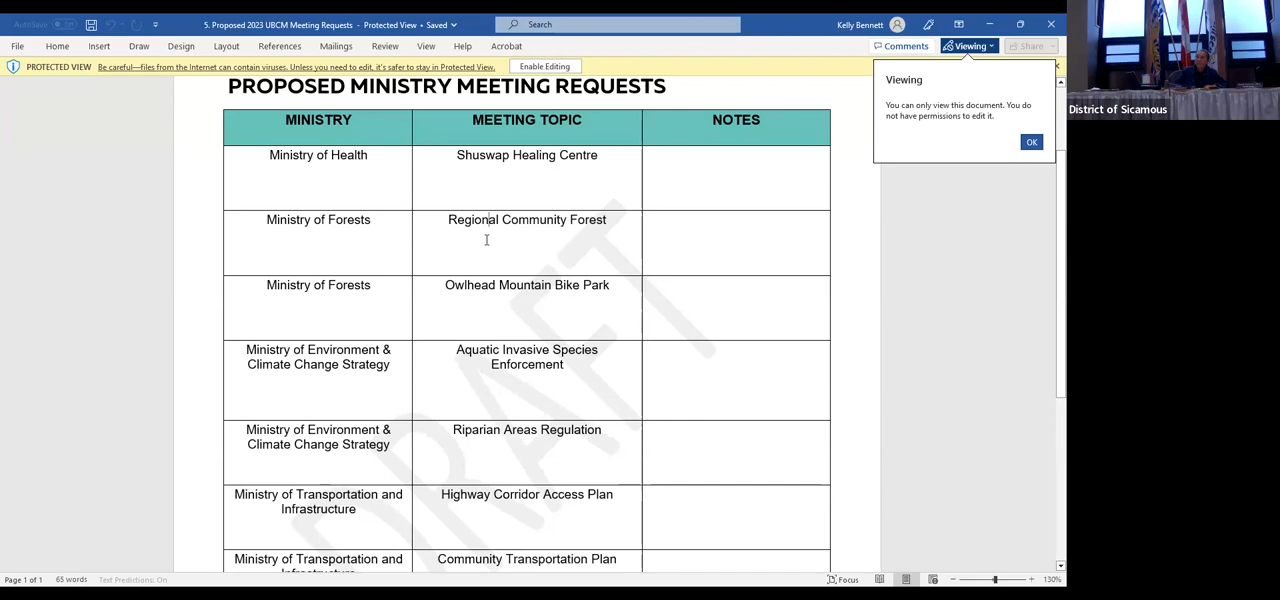 AutoSave Off
5. Proposed 2023 UBCM Meeting Requests - Protected View • Saved
Search
Kelly Bennett
File Home Insert Draw Design Layout References Mailings Review View Help Acrobat
Comments Viewing Share
PROTECTED VIEW Be careful—files from the Internet can contain viruses. Unless you need to edit, it's safer to stay in Protected View. Enable Editing
Viewing
You can only view this document. You do
not have permissions to edit it.
OK
District of Sicamous
PROPOSED MINISTRY MEETING REQUESTS
MINISTRY MEETING TOPIC NOTES
Ministry of Health Shuswap Healing Centre
Ministry of Forests Regional Community Forest
Ministry of Forests Owlhead Mountain Bike Park
Ministry of Environment & Aquatic Invasive Species
Climate Change Strategy Enforcement
Ministry of Environment & Riparian Areas Regulation
Climate Change Strategy
Ministry of Transportation and Highway Corridor Access Plan
Infrastructure
Ministry of Transportation and Community Transportation Plan
Infrastructure
DRAFT
Page 1 of 1 65 words Text Predictions: On Focus 130%